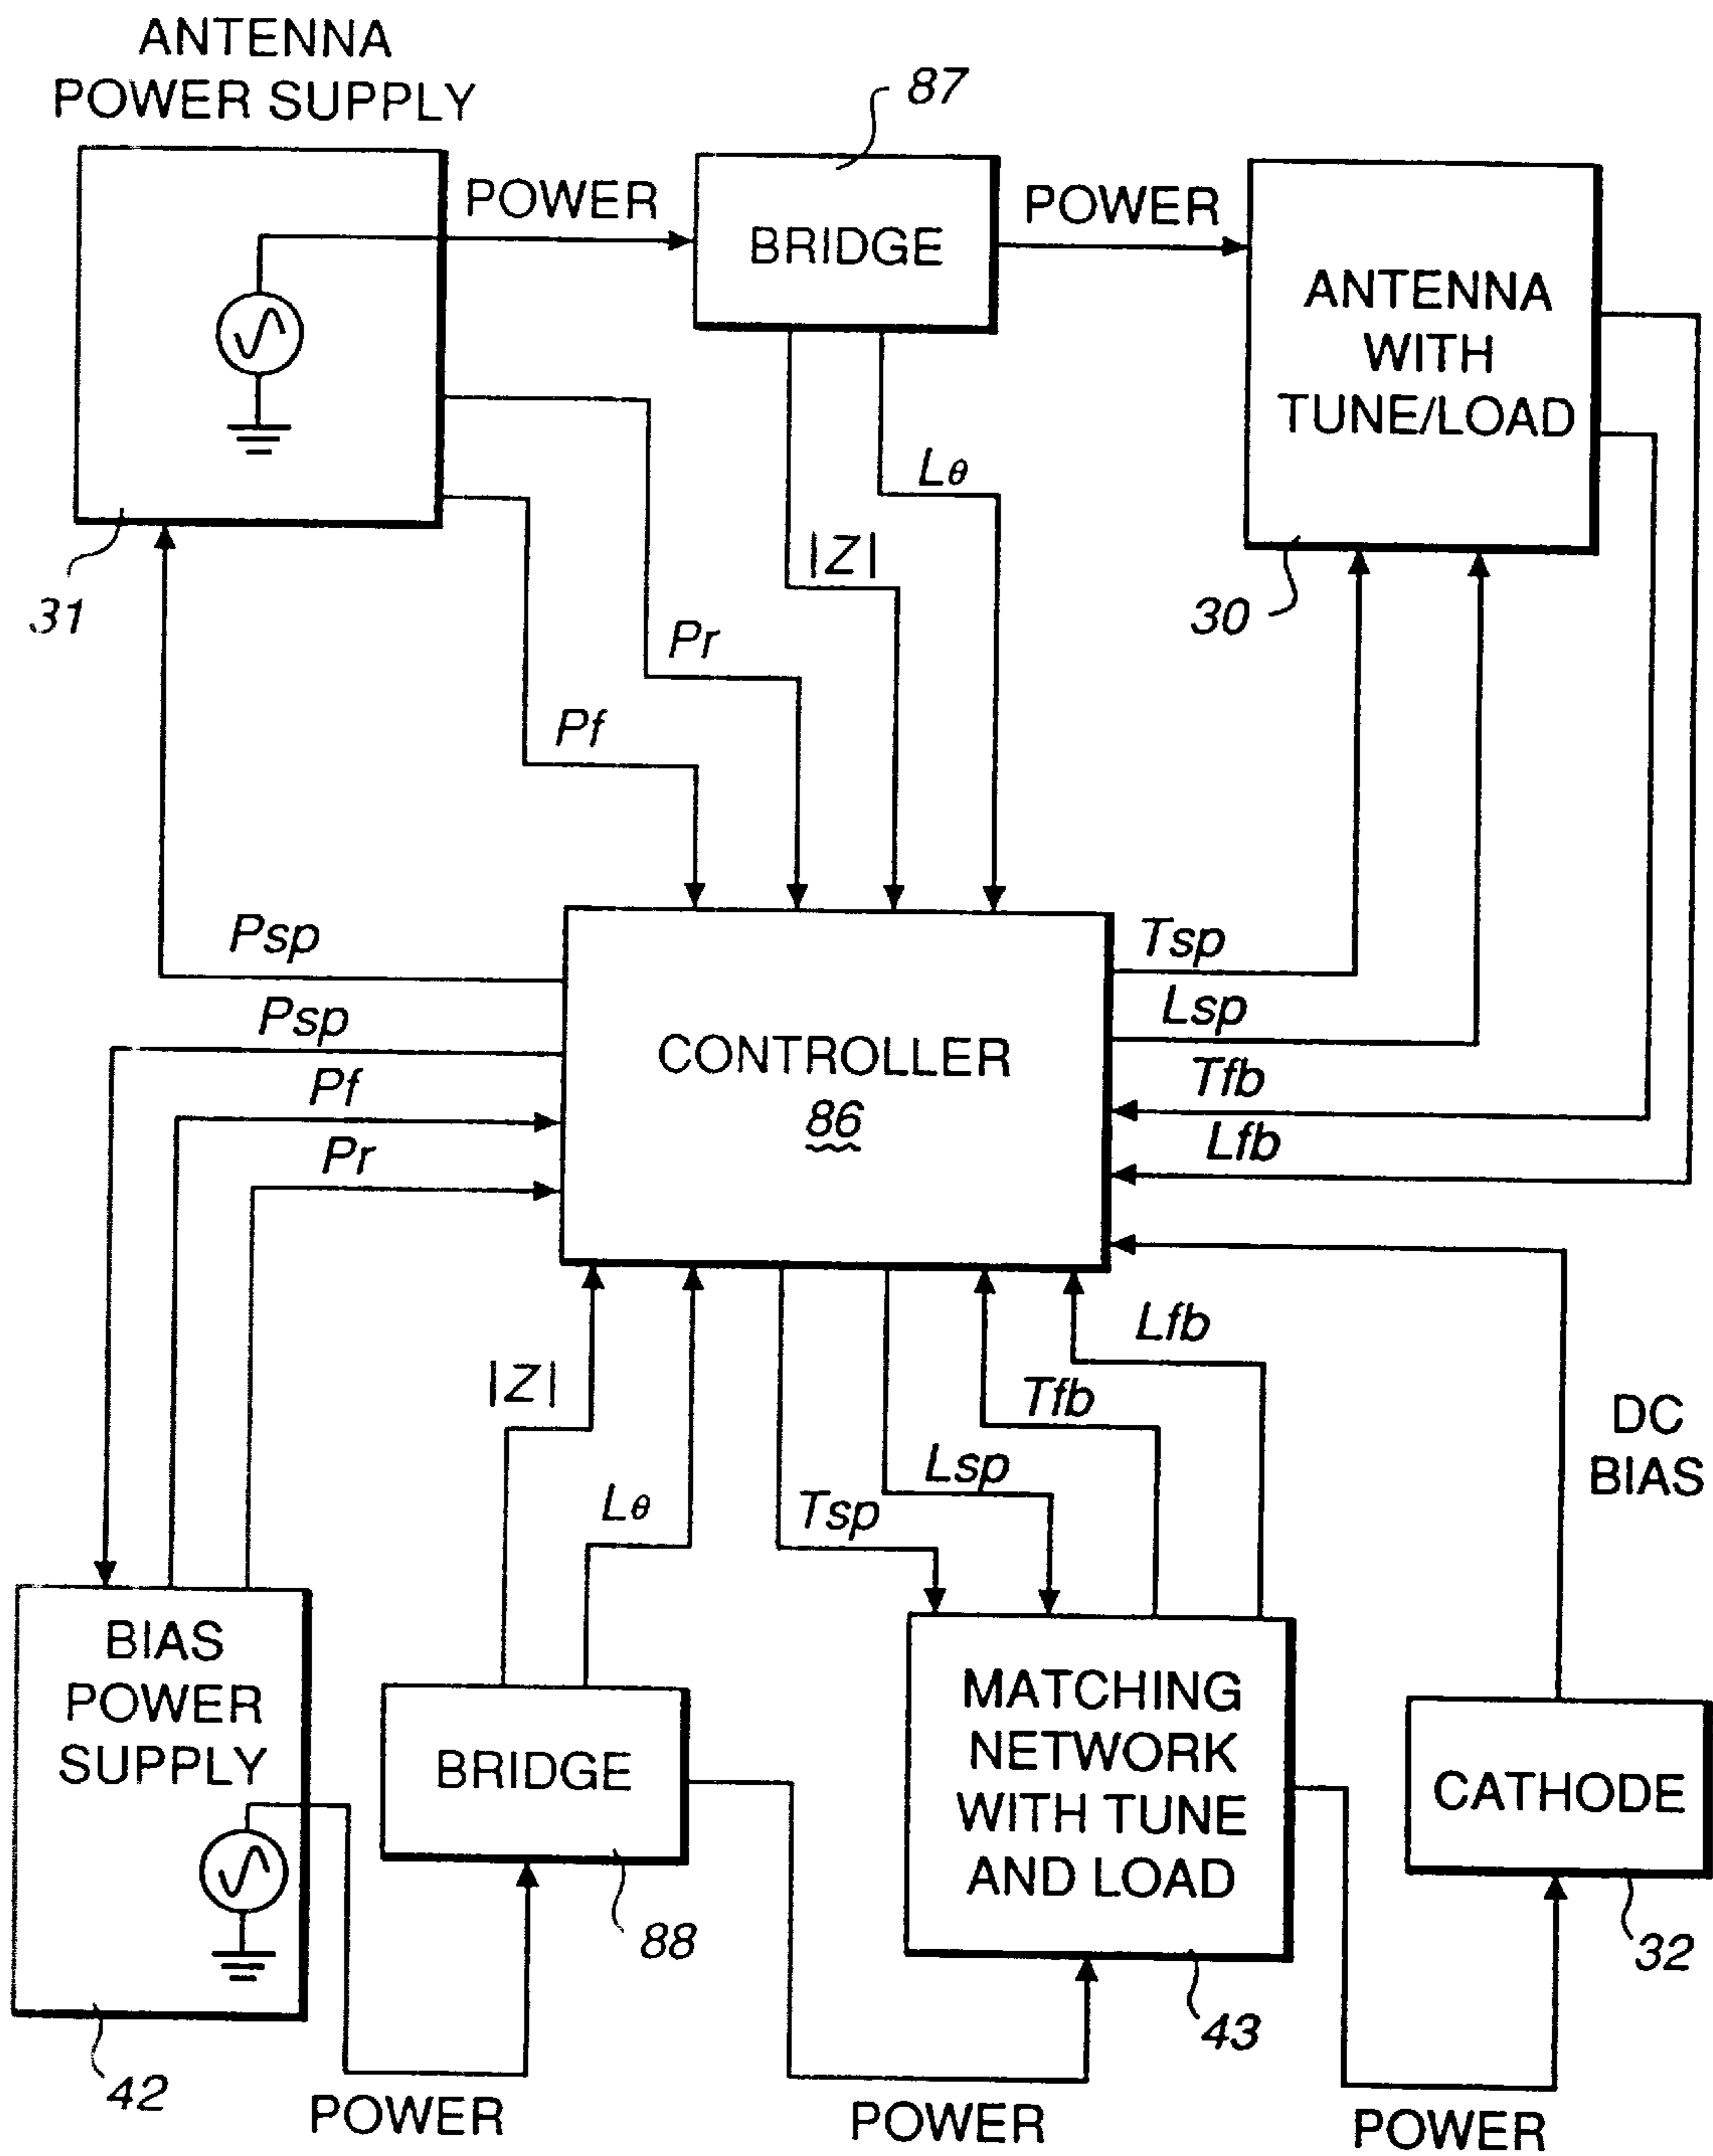 ANTENNA
POWER SUPPLY
87
POWER
BRIDGE
POWER
ANTENNA
WITH
TUNE/LOAD
31
30
Lθ
|Z|
Pr
Pf
Psp
Psp
Pf
Pr
CONTROLLER
86
Tsp
Lsp
Tfb
Lfb
|Z|
Lθ
Tsp
Lsp
Tfb
Lfb
DC
BIAS
BIAS
POWER
SUPPLY
BRIDGE
MATCHING
NETWORK
WITH TUNE
AND LOAD
CATHODE
42
88
43
32
POWER
POWER
POWER